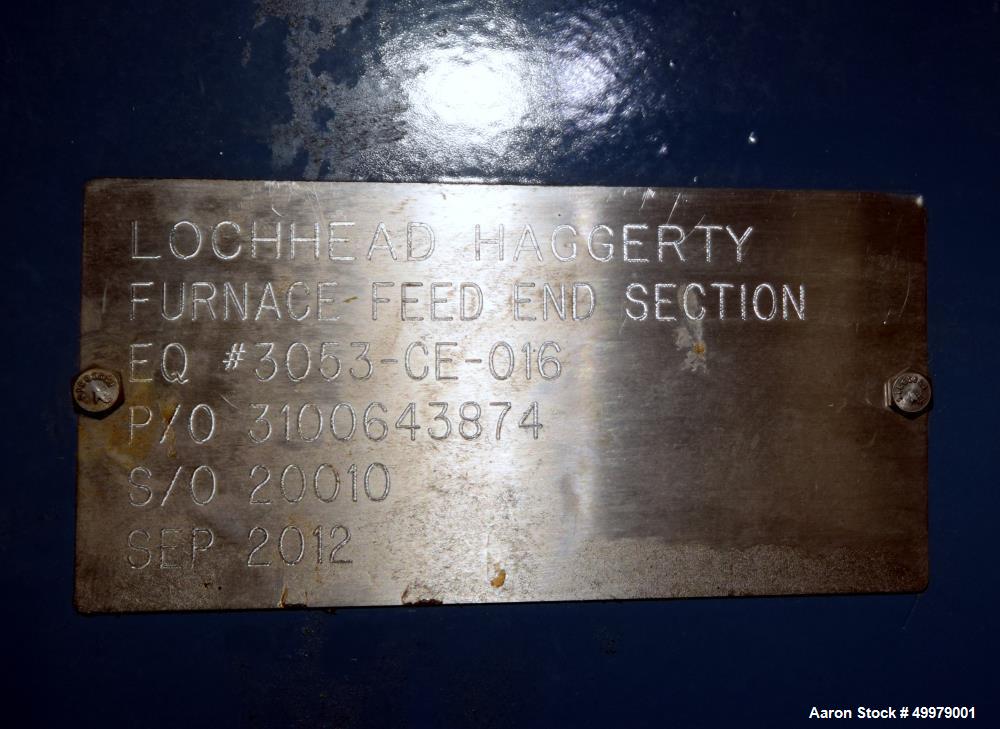 LOCHHEAD HAGGERTY
FURNACE FEED END SECTION
EQ #3053-CE-016
P/O 3100643874
S/O 20010
SEP 2012
Aaron Stock # 49979001